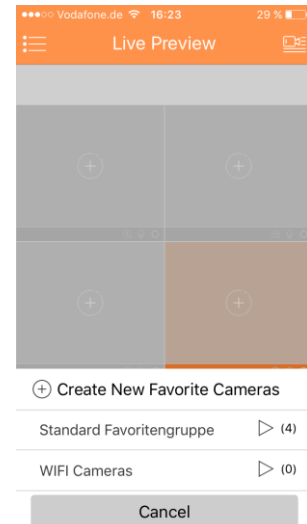 Vodafone.de 16:23 29 %
Live Preview
Create New Favorite Cameras
Standard Favoritengruppe (4)
WIFI Cameras (0)
Cancel